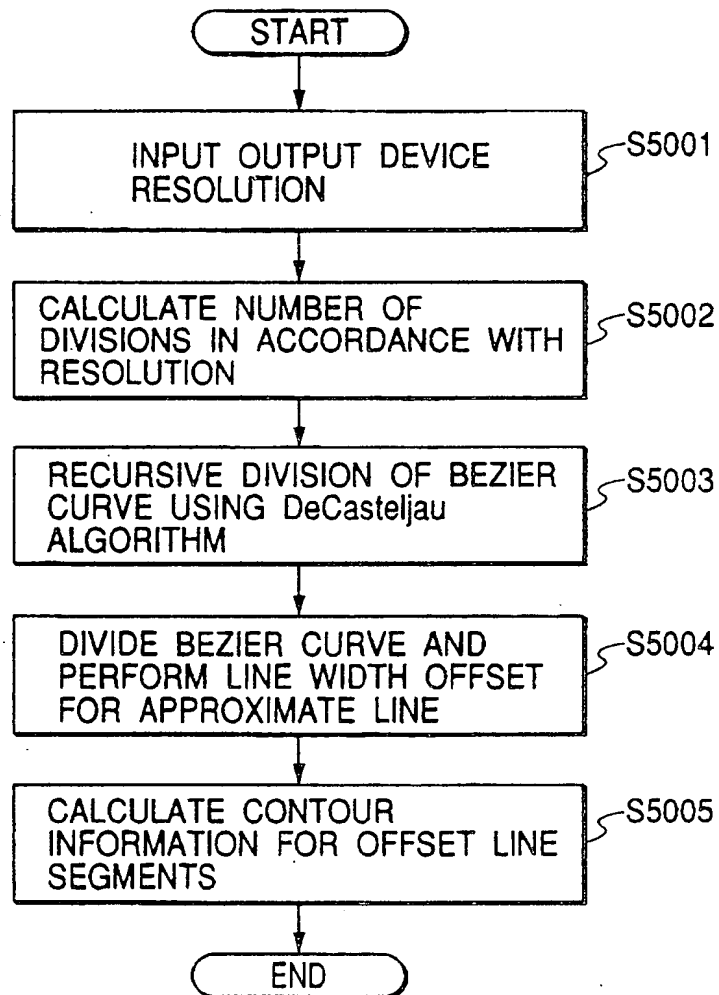 START
INPUT OUTPUT DEVICE
RESOLUTION
S5001
CALCULATE NUMBER OF
DIVISIONS IN ACCORDANCE WITH
RESOLUTION
S5002
RECURSIVE DIVISION OF BEZIER
CURVE USING DeCasteljau
ALGORITHM
S5003
DIVIDE BEZIER CURVE AND
PERFORM LINE WIDTH OFFSET
FOR APPROXIMATE LINE
S5004
CALCULATE CONTOUR
INFORMATION FOR OFFSET LINE
SEGMENTS
S5005
END